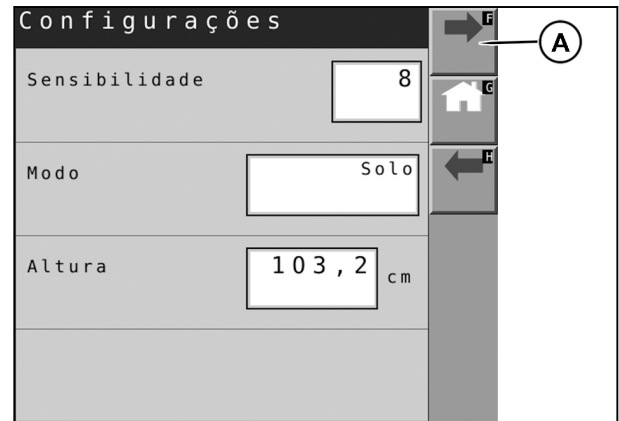 Configurações
F
A
Sensibilidade 8
G
Modo Solo
H
Altura 103,2 cm